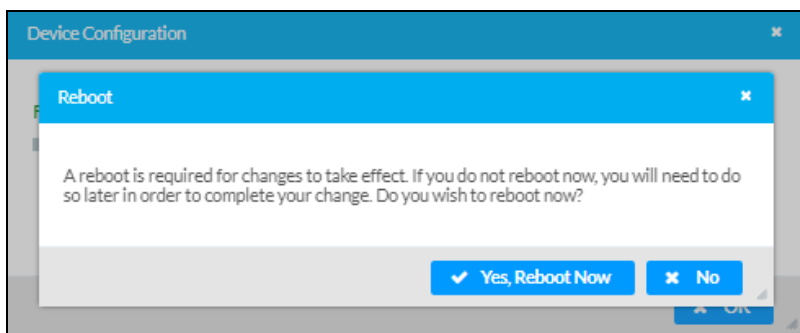 Device Configuration
Reboot
A reboot is required for changes to take effect. If you do not reboot now, you will need to do
so later in order to complete your change. Do you wish to reboot now?
Yes, Reboot Now
No
OK